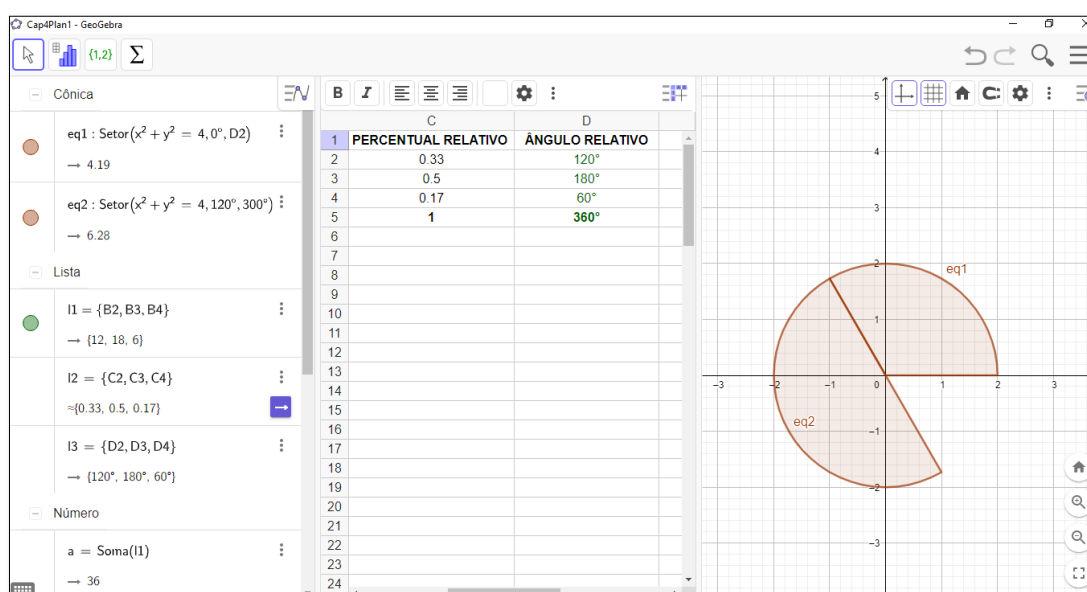 Cap4Plan1 - GeoGebra
{1,2} Σ
Cônica
eq1 : Setor(x² + y² = 4, 0°, D2)
→ 4.19
eq2 : Setor(x² + y² = 4, 120°, 300°)
→ 6.28
Lista
l1 = {B2, B3, B4}
→ {12, 18, 6}
l2 = {C2, C3, C4}
≈{0.33, 0.5, 0.17}
l3 = {D2, D3, D4}
→ {120°, 180°, 60°}
Número
a = Soma(l1)
→ 36
B I
C D
1 PERCENTUAL RELATIVO ÂNGULO RELATIVO
2 0.33 120°
3 0.5 180°
4 0.17 60°
5 1 360°
6
7
8
9
10
11
12
13
14
15
16
17
18
19
20
21
22
23
24
5
4
3
2
1
0
-1
-2
-3
-3 -2 -1 1 2 3
eq1
eq2